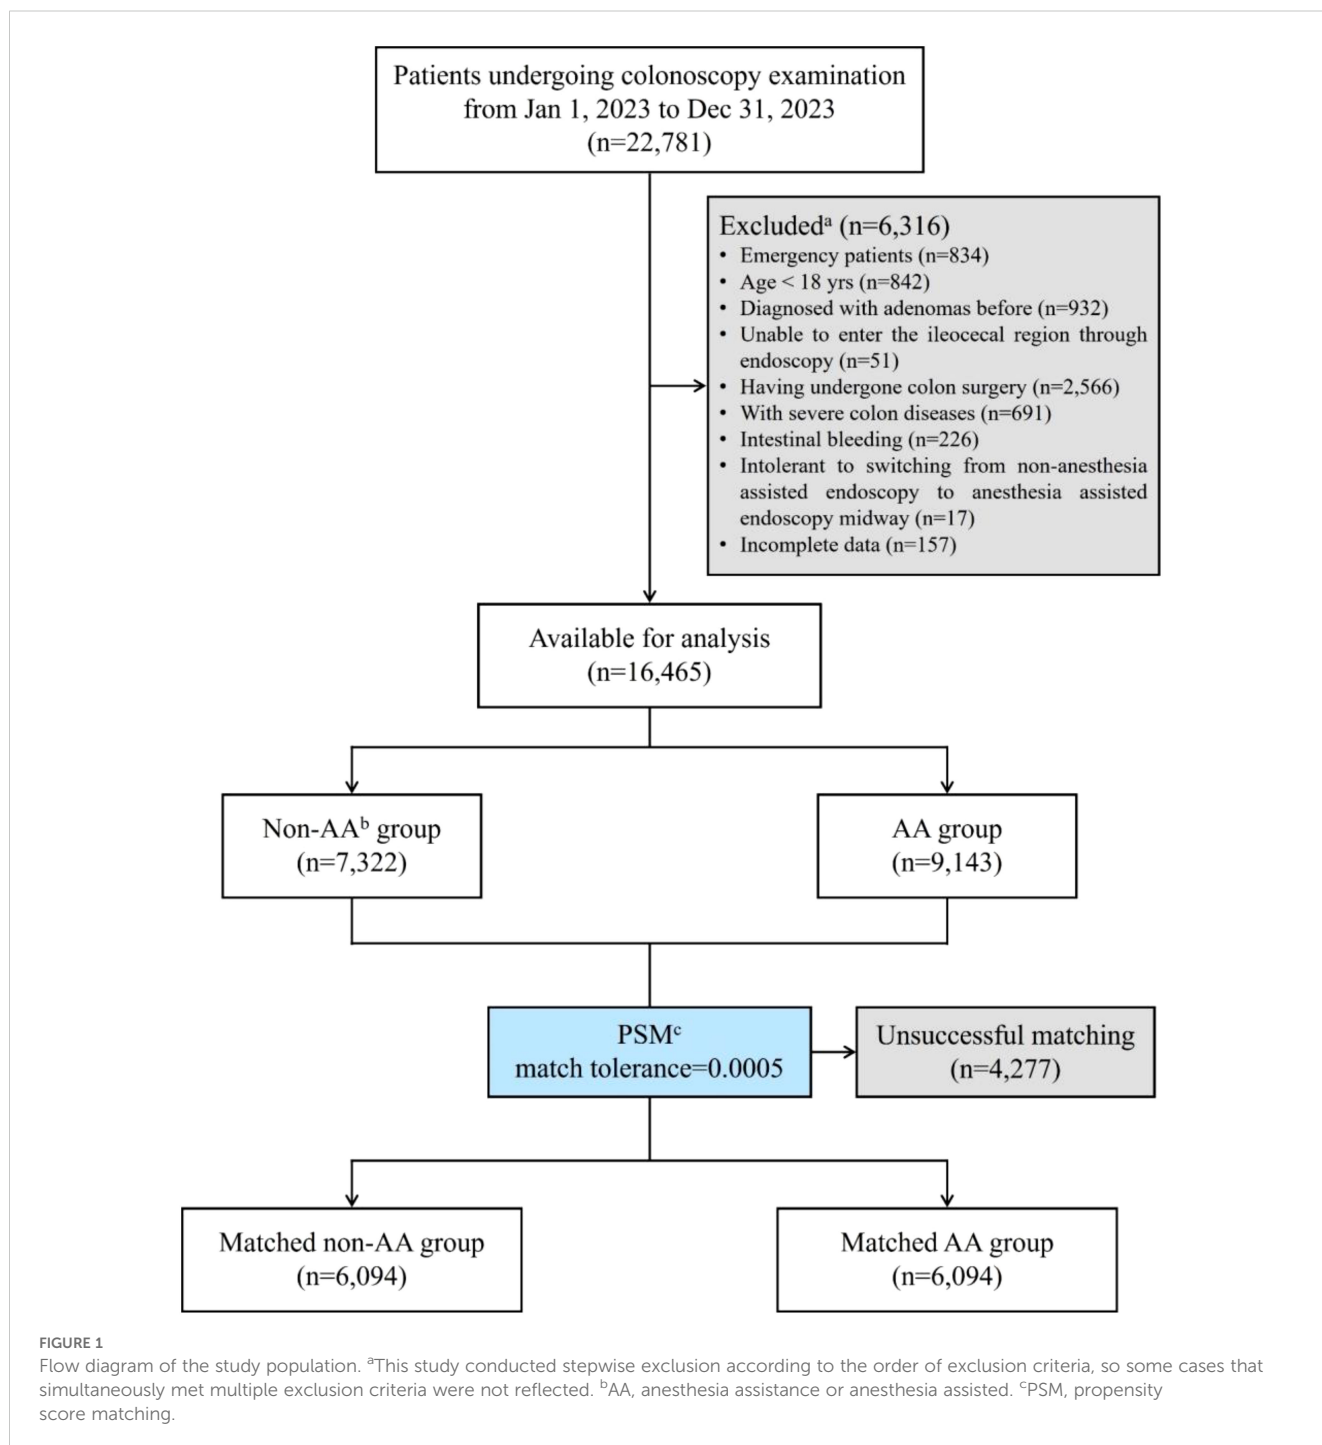 Patients undergoing colonoscopy examination
from Jan 1, 2023 to Dec 31, 2023
(n=22,781)
Excludedᵃ (n=6,316)
• Emergency patients (n=834)
• Age < 18 yrs (n=842)
• Diagnosed with adenomas before (n=932)
• Unable to enter the ileocecal region through
endoscopy (n=51)
• Having undergone colon surgery (n=2,566)
• With severe colon diseases (n=691)
• Intestinal bleeding (n=226)
• Intolerant to switching from non-anesthesia
assisted endoscopy to anesthesia assisted
endoscopy midway (n=17)
• Incomplete data (n=157)
Available for analysis
(n=16,465)
Non-AAᵇ group
(n=7,322)
AA group
(n=9,143)
PSMᶜ
match tolerance=0.0005
Unsuccessful matching
(n=4,277)
Matched non-AA group
(n=6,094)
Matched AA group
(n=6,094)
FIGURE 1
Flow diagram of the study population. ᵃThis study conducted stepwise exclusion according to the order of exclusion criteria, so some cases that
simultaneously met multiple exclusion criteria were not reflected. ᵇAA, anesthesia assistance or anesthesia assisted. ᶜPSM, propensity
score matching.